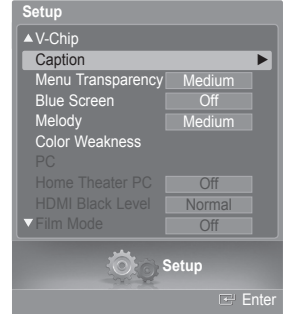 Setup
▲V-Chip
Caption ►
Menu Transparency Medium
Blue Screen Off
Melody Medium
Color Weakness
PC
Home Theater PC Off
HDMI Black Level Normal
▼Film Mode Off
Setup
Enter